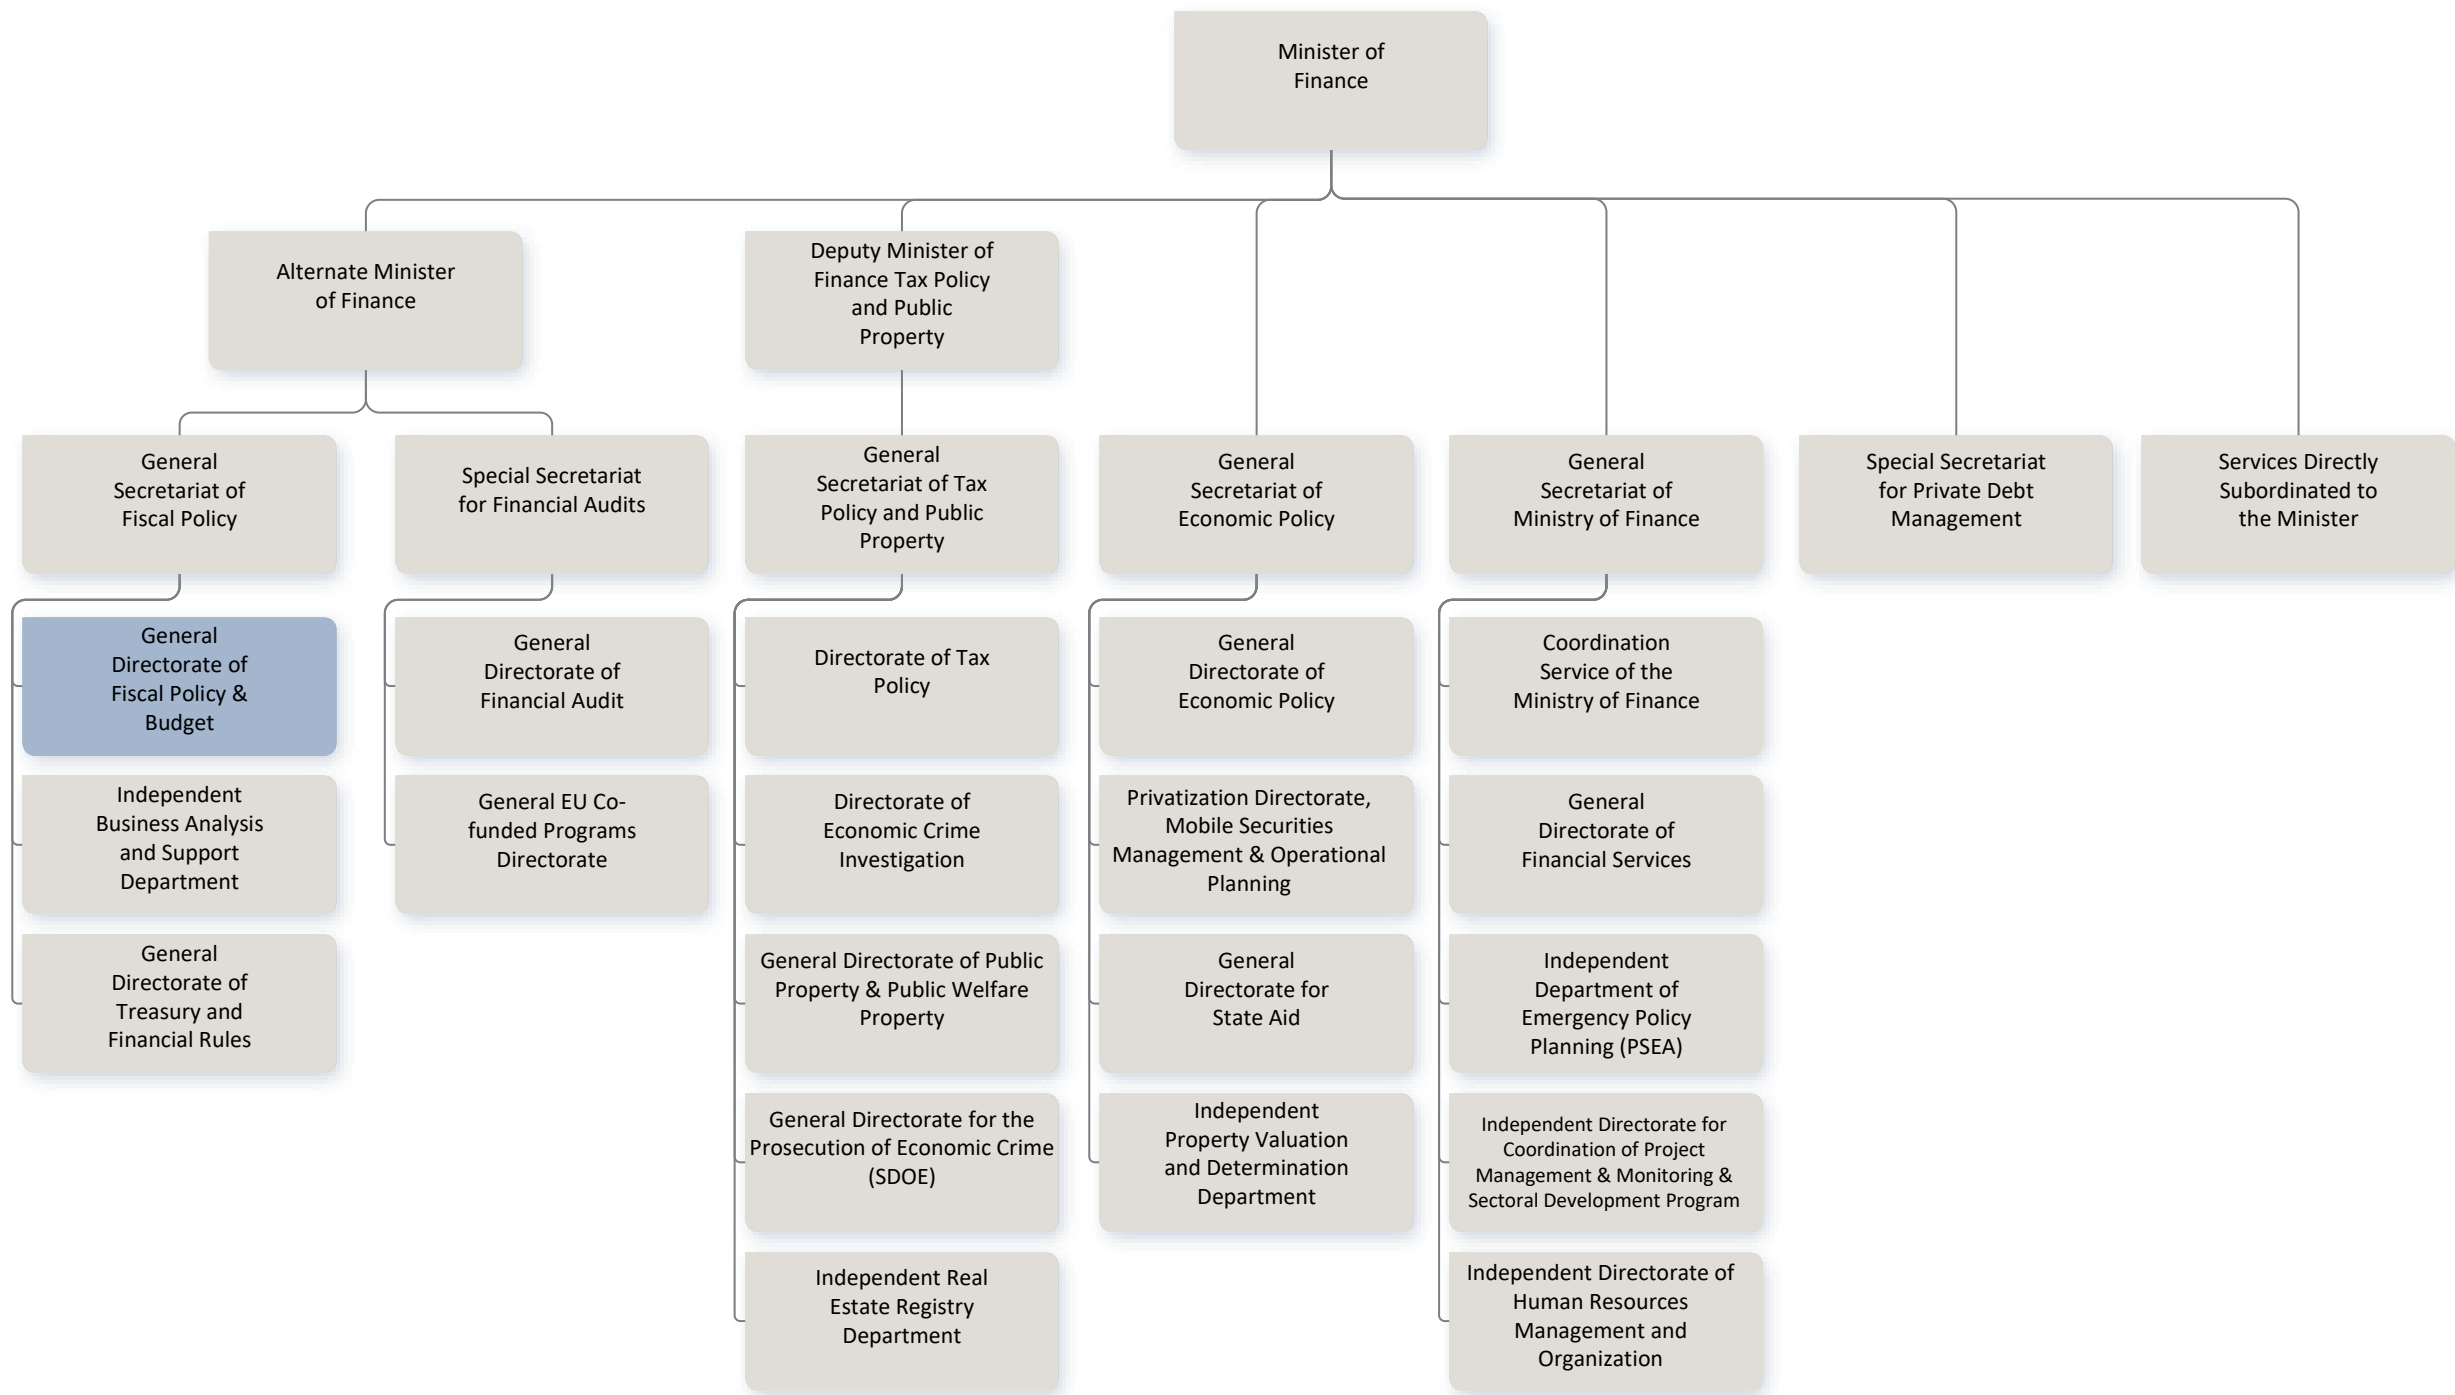 Minister of
Finance
Alternate Minister
of Finance
Deputy Minister of
Finance Tax Policy
and Public
Property
General
Secretariat of
Fiscal Policy
Special Secretariat
for Financial Audits
General
Secretariat of Tax
Policy and Public
Property
General
Secretariat of
Economic Policy
General
Secretariat of
Ministry of Finance
Special Secretariat
for Private Debt
Management
Services Directly
Subordinated to
the Minister
General
Directorate of
Fiscal Policy &
Budget
General
Directorate of
Financial Audit
Directorate of Tax
Policy
General
Directorate of
Economic Policy
Coordination
Service of the
Ministry of Finance
Independent
Business Analysis
and Support
Department
General EU Co-
funded Programs
Directorate
Directorate of
Economic Crime
Investigation
Privatization Directorate,
Mobile Securities
Management & Operational
Planning
General
Directorate of
Financial Services
General
Directorate of
Treasury and
Financial Rules
General Directorate of Public
Property & Public Welfare
Property
General
Directorate for
State Aid
Independent
Department of
Emergency Policy
Planning (PSEA)
General Directorate for the
Prosecution of Economic Crime
(SDOE)
Independent
Property Valuation
and Determination
Department
Independent Directorate for
Coordination of Project
Management & Monitoring &
Sectoral Development Program
Independent Real
Estate Registry
Department
Independent Directorate of
Human Resources
Management and
Organization